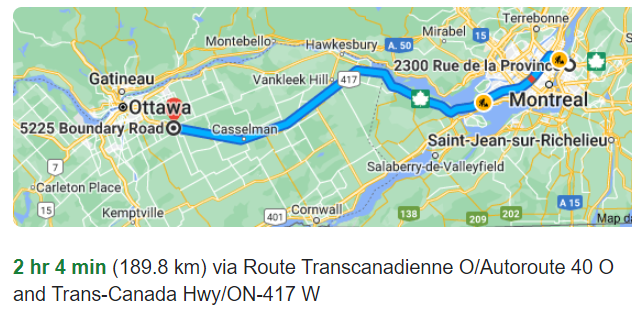 Terrebonne
Mirabel
15
Montebello
Hawkesbury
A. 50
2300 Rue de la Provinc
Gatineau
Vankleek Hill
417
Ottawa
Montreal
5225 Boundary Road
Casselman
Saint-Jean-sur-Richelieu
7
Salaberry-de-Valleyfield
Carleton Place
15
Kemptville
401
Cornwall
138
209
202
A 15
Map da
2 hr 4 min (189.8 km) via Route Transcanadienne O/Autoroute 40 O
and Trans-Canada Hwy/ON-417 W